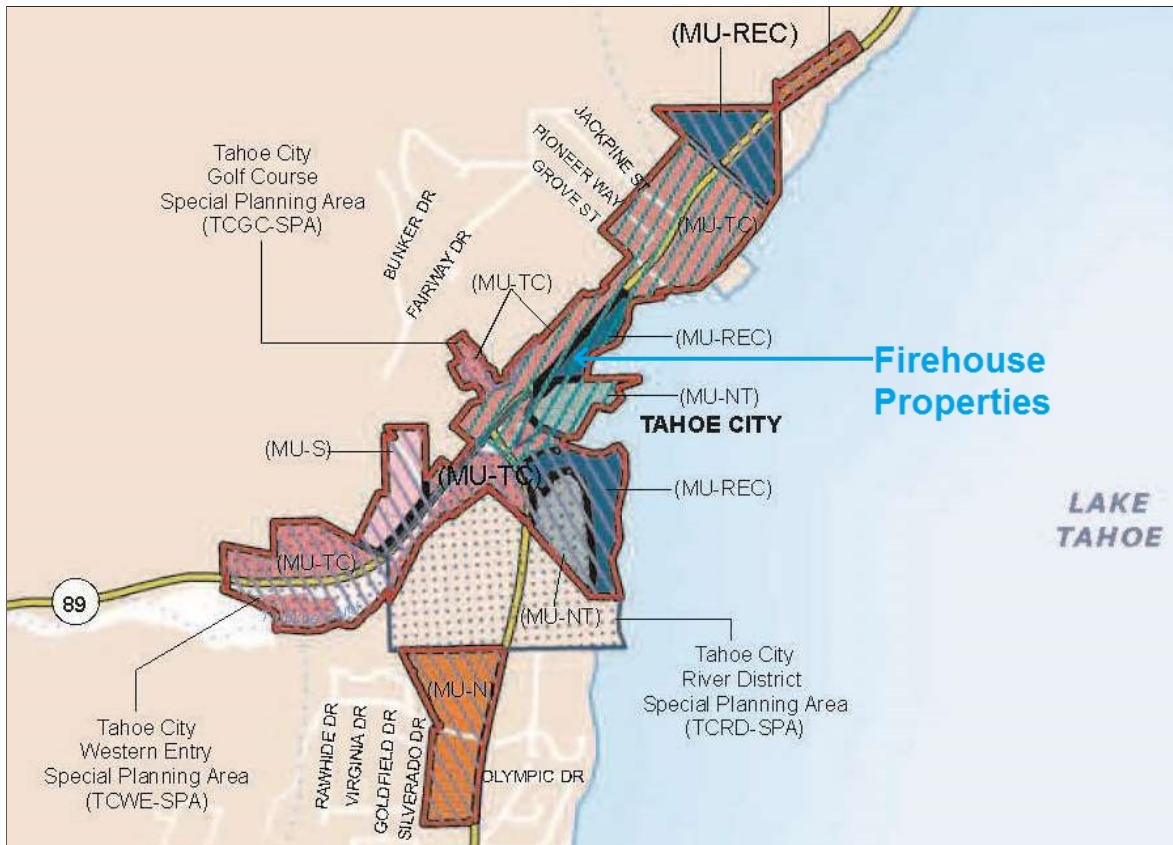 (MU-REC)
Tahoe City
Golf Course
Special Planning Area
(TCGC-SPA)
JACKPINE ST
PIONEER WAY
GROVE ST
(MU-TC)
BUNKER DR
FAIRWAY DR
(MU-TC)
(MU-REC)
Firehouse
Properties
(MU-NT)
TAHOE CITY
(MU-S)
(MU-TC)
(MU-REC)
LAKE
TAHOE
(MU-TC)
89
(MU-NT)
Tahoe City
River District
Special Planning Area
(TCRD-SPA)
(MU-N)
Tahoe City
Western Entry
Special Planning Area
(TCWE-SPA)
RAWHIDE DR
VIRGINIA DR
GOLDFIELD DR
SILVERADO DR
OLYMPIC DR